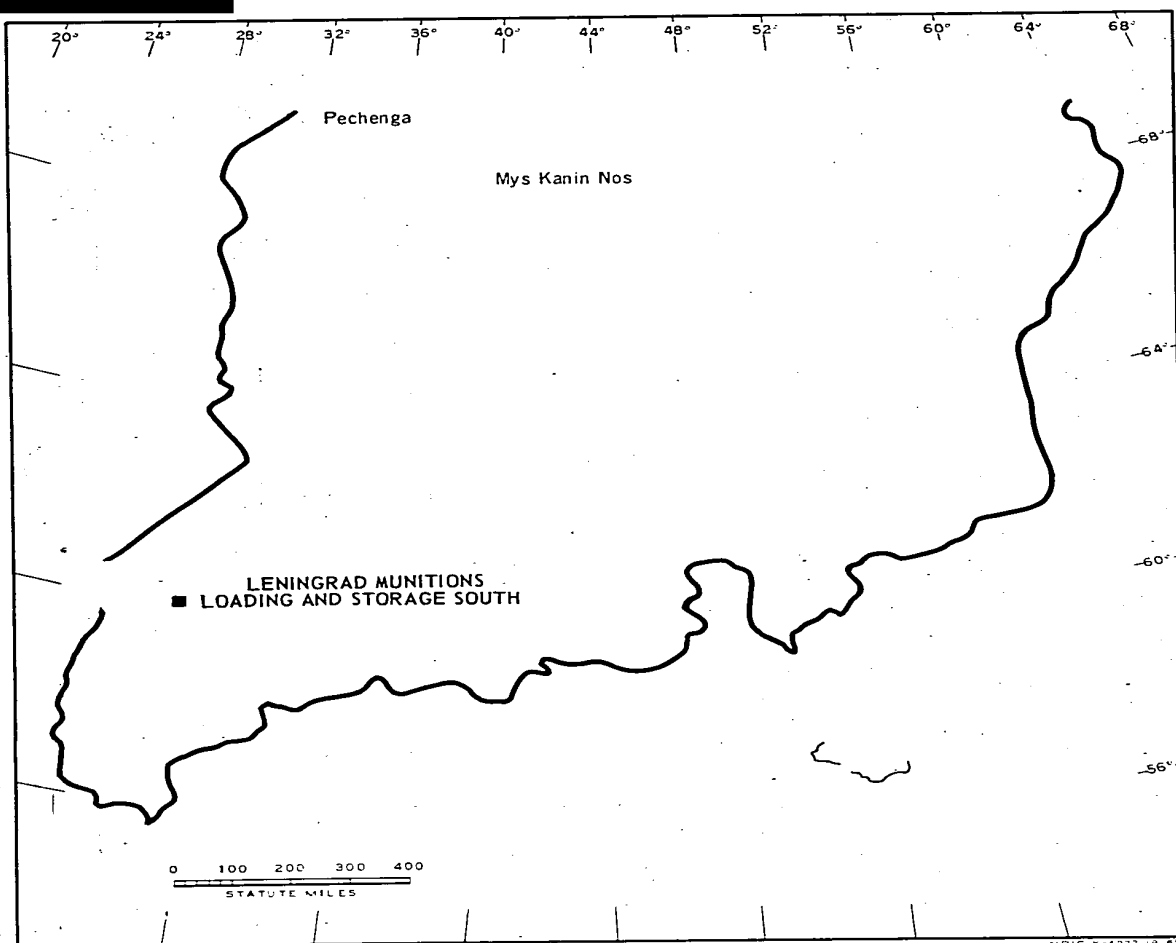 20° 24° 28° 32° 36° 40° 44° 48° 52° 56° 60° 64° 68°
Pechenga
68°
Mys Kanin Nos
64°
60°
LENINGRAD MUNITIONS
LOADING AND STORAGE SOUTH
56°
0 100 200 300 400
STATUTE MILES